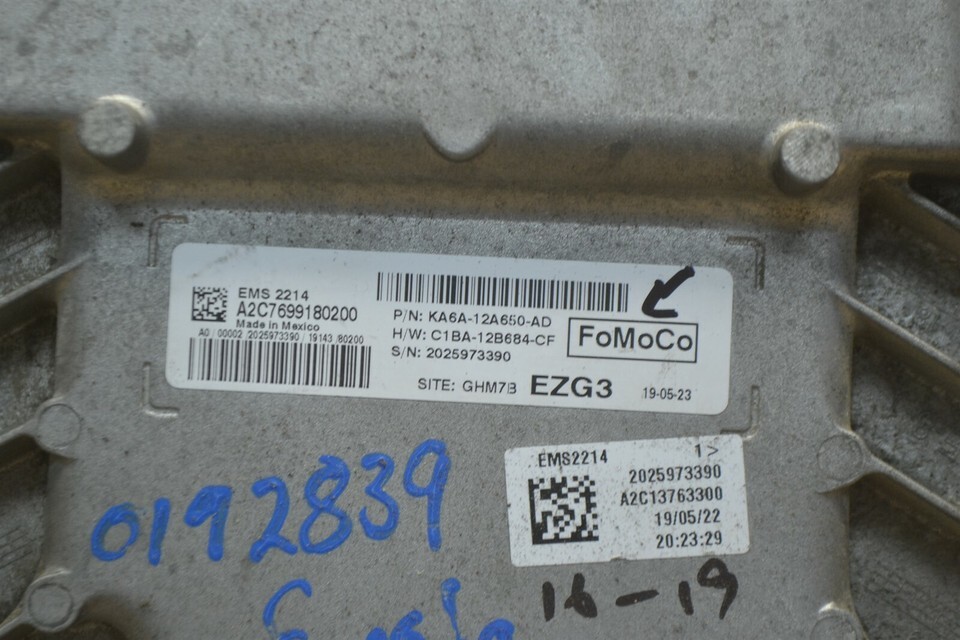 EMS 2214
A2C7699180200
Made in Mexico
A0 / 00002 2025973390 / 19143 80200
P/N: KA6A-12A650-AD
H/W: C1BA-12B684-CF
S/N: 2025973390
FoMoCo
SITE: GHM7B EZG3 19-05-23
EMS2214 1>
2025973390
A2C13763300
19/05/22
20:23:29
0192839
16-19